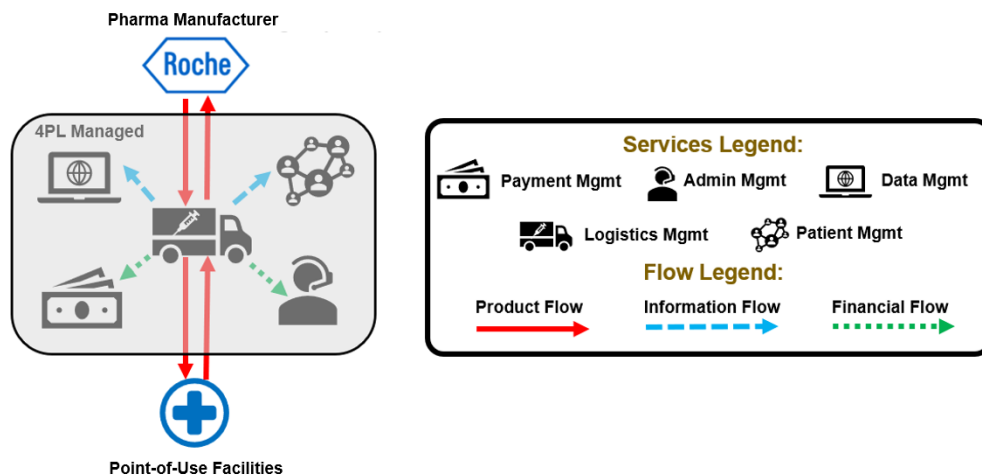 Pharma Manufacturer
Roche
4PL Managed
Point-of-Use Facilities
Services Legend:
Payment Mgmt
Admin Mgmt
Data Mgmt
Logistics Mgmt
Patient Mgmt
Flow Legend:
Product Flow
Information Flow
Financial Flow